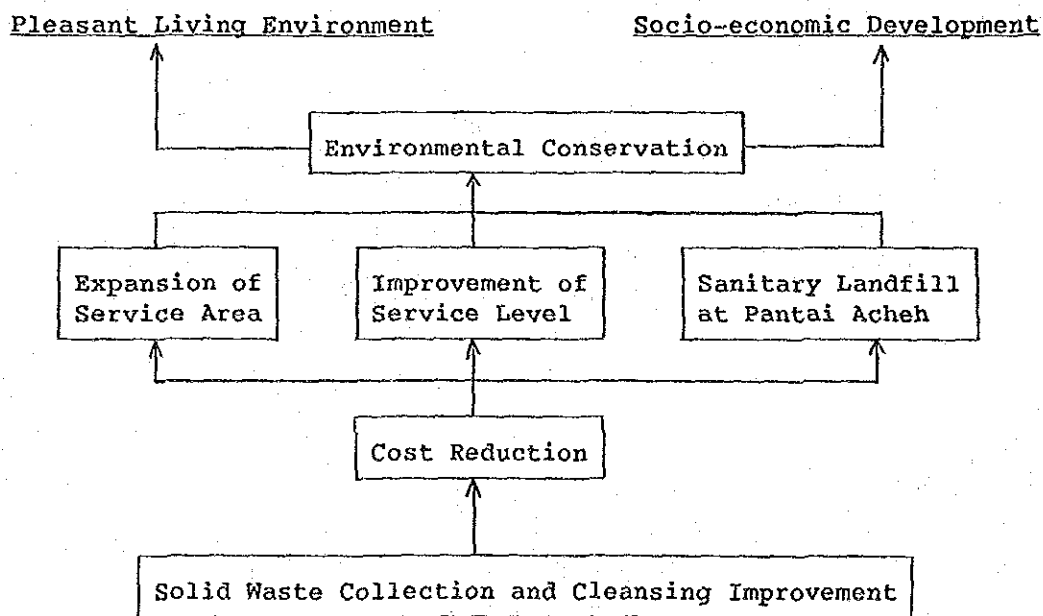 Pleasant Living Environment Socio-economic Development
Environmental Conservation
Expansion of Improvement of Sanitary Landfill
Service Area Service Level at Pantai Acheh
Cost Reduction
Solid Waste Collection and Cleansing Improvement